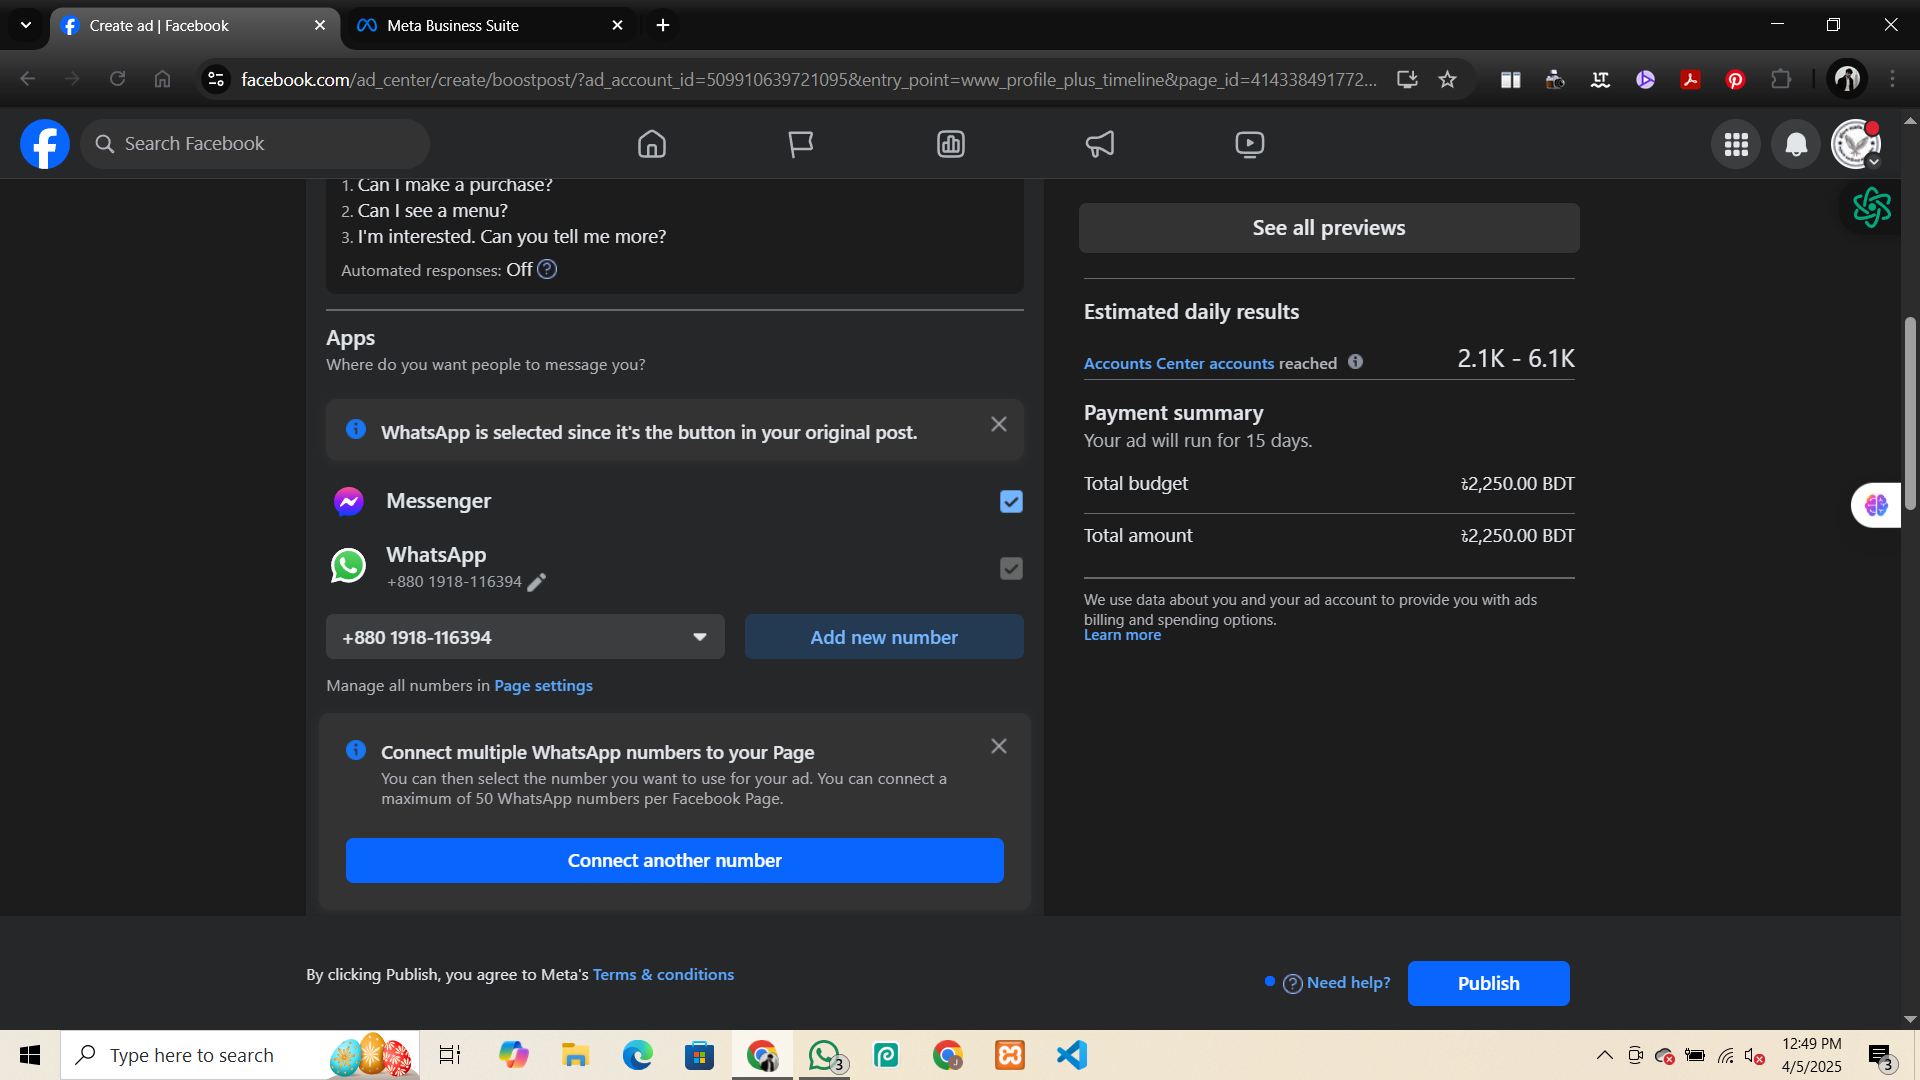 Create ad | Facebook
Meta Business Suite
facebook.com/ad_center/create/boostpost/?ad_account_id=509910639721095&entry_point=www_profile_plus_timeline&page_id=414338491772...
Search Facebook
1. Can I make a purchase?
2. Can I see a menu?
3. I'm interested. Can you tell me more?
Automated responses: Off
Apps
Where do you want people to message you?
WhatsApp is selected since it's the button in your original post.
Messenger
WhatsApp
+880 1918-116394
+880 1918-116394
Add new number
Manage all numbers in Page settings
Connect multiple WhatsApp numbers to your Page
You can then select the number you want to use for your ad. You can connect a
maximum of 50 WhatsApp numbers per Facebook Page.
Connect another number
See all previews
Estimated daily results
Accounts Center accounts reached 2.1K - 6.1K
Payment summary
Your ad will run for 15 days.
Total budget ৳2,250.00 BDT
Total amount ৳2,250.00 BDT
We use data about you and your ad account to provide you with ads
billing and spending options.
Learn more
By clicking Publish, you agree to Meta's Terms & conditions
Need help?
Publish
Type here to search
3
12:49 PM
4/5/2025
3